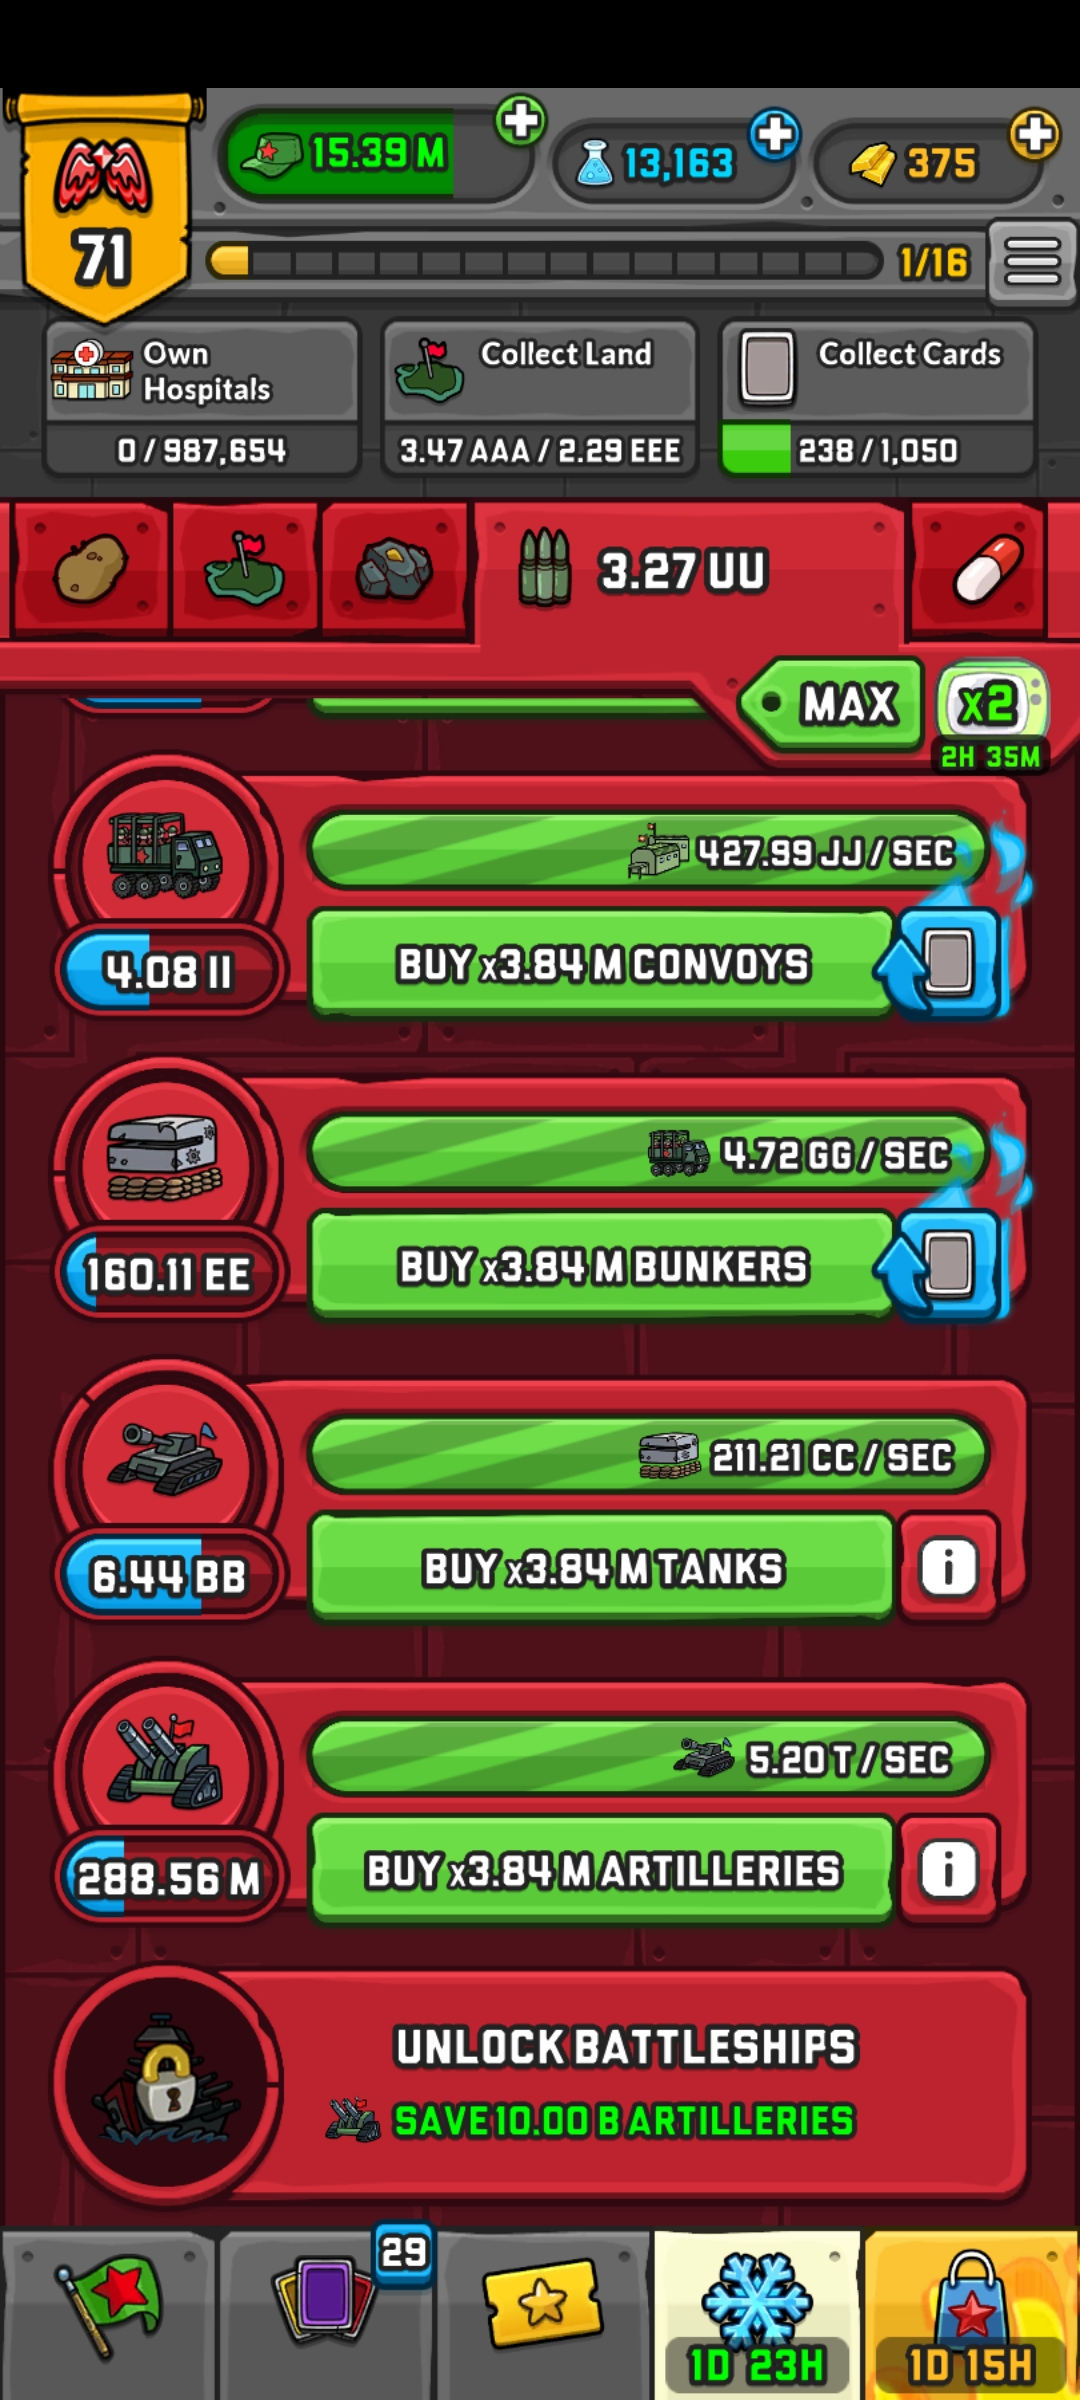 15.39 M
13,163
375
71
1/16
Own
Hospitals
0 / 987,654
Collect Land
3.47 AAA / 2.29 EEE
Collect Cards
238 / 1,050
3.27 UU
MAX
x2
2H 35M
427.99 JJ / SEC
4.08 II
BUY x3.84 M CONVOYS
4.72 GG / SEC
160.11 EE
BUY x3.84 M BUNKERS
211.21 CC / SEC
6.44 BB
BUY x3.84 M TANKS
i
5.20 T / SEC
288.56 M
BUY x3.84 M ARTILLERIES
i
UNLOCK BATTLESHIPS
SAVE 10.00 B ARTILLERIES
29
1D 23H
1D 15H